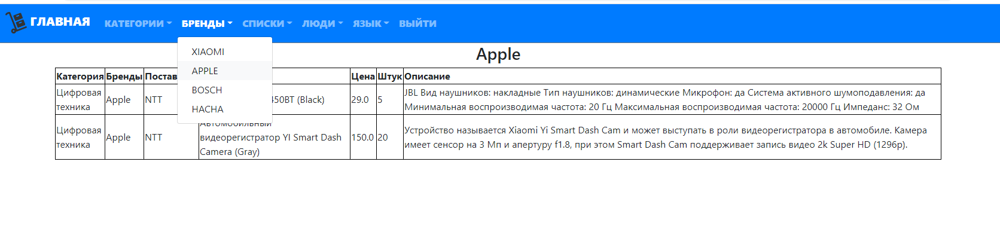 ГЛАВНАЯ КАТЕГОРИИ БРЕНДЫ СПИСКИ ЛЮДИ ЯЗЫК ВЫЙТИ
XIAOMI
APPLE
BOSCH
НАСНА
Apple
Категория Бренды Постав Цена Штук Описание
Цифровая техника Apple NTT 450BT (Black) 29.0 5 JBL Вид наушников: накладные Тип наушников: динамические Микрофон: да Система активного шумоподавления: да
Минимальная воспроизводимая частота: 20 Гц Максимальная воспроизводимая частота: 20000 Гц Импеданс: 32 Ом
Цифровая техника Apple NTT Автомобильный
видеорегистратор YI Smart Dash
Camera (Gray) 150.0 20 Устройство называется Xiaomi Yi Smart Dash Cam и может выступать в роли видеорегистратора в автомобиле. Камера
имеет сенсор на 3 Мп и апертуру f1.8, при этом Smart Dash Cam поддерживает запись видео 2k Super HD (1296p).